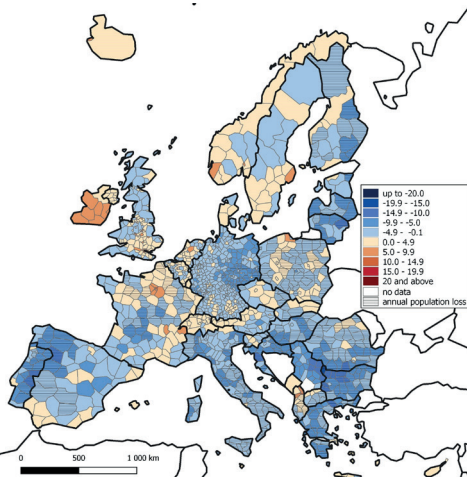 up to -20.0
-19.9 - -15.0
-14.9 - -10.0
-9.9 - -5.0
-4.9 - -0.1
0.0 - 4.9
5.0 - 9.9
10.0 - 14.9
15.0 - 19.9
20 and above
no data
annual population loss
0 500 1 000 km